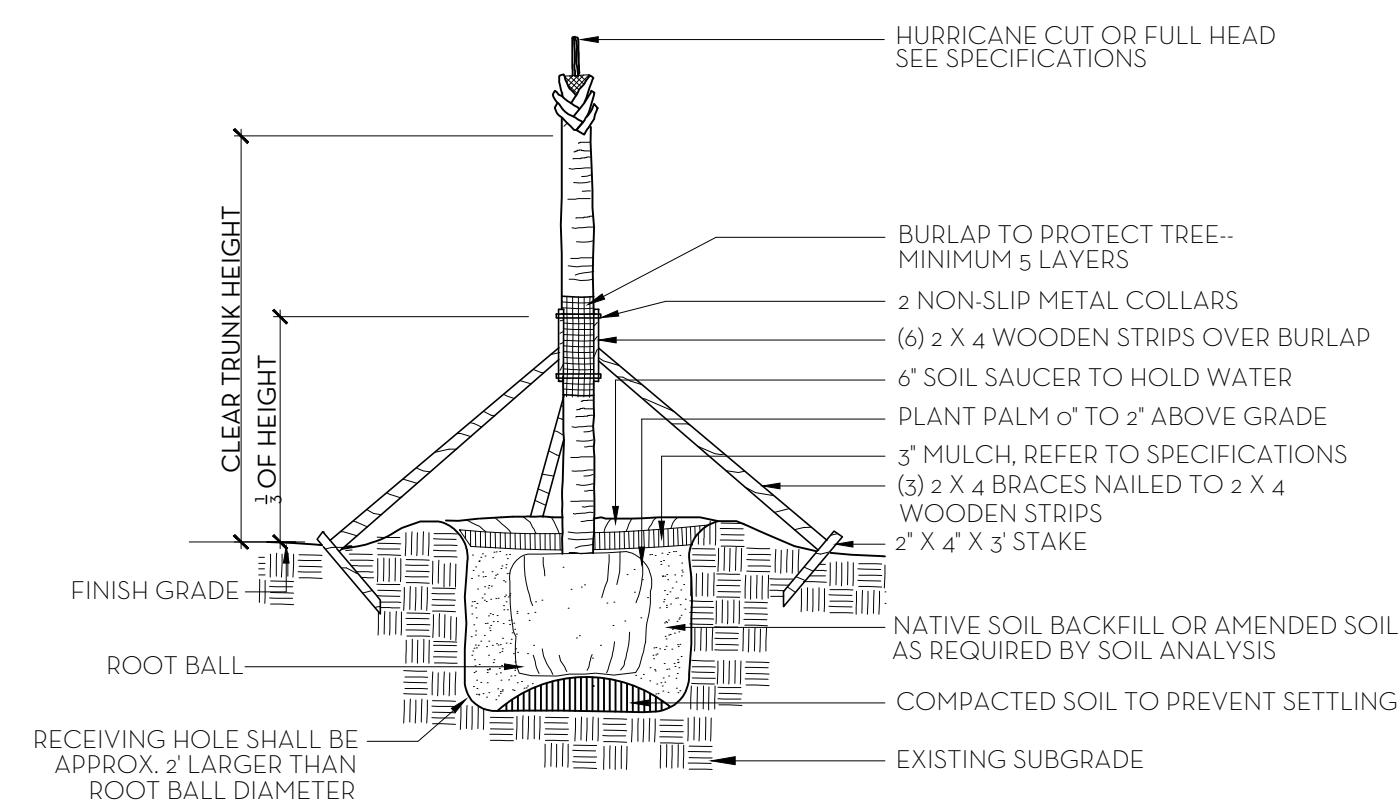 HURRICANE CUT OR FULL HEAD
SEE SPECIFICATIONS
BURLAP TO PROTECT TREE--
MINIMUM 5 LAYERS
2 NON-SLIP METAL COLLARS
(6) 2 X 4 WOODEN STRIPS OVER BURLAP
6" SOIL SAUCER TO HOLD WATER
PLANT PALM 0" TO 2" ABOVE GRADE
3" MULCH, REFER TO SPECIFICATIONS
(3) 2 X 4 BRACES NAILED TO 2 X 4
WOODEN STRIPS
2" X 4" X 3' STAKE
NATIVE SOIL BACKFILL OR AMENDED SOIL
AS REQUIRED BY SOIL ANALYSIS
COMPACTED SOIL TO PREVENT SETTLING
EXISTING SUBGRADE
CLEAR TRUNK HEIGHT
1/3 OF HEIGHT
FINISH GRADE
ROOT BALL
RECEIVING HOLE SHALL BE
APPROX. 2' LARGER THAN
ROOT BALL DIAMETER